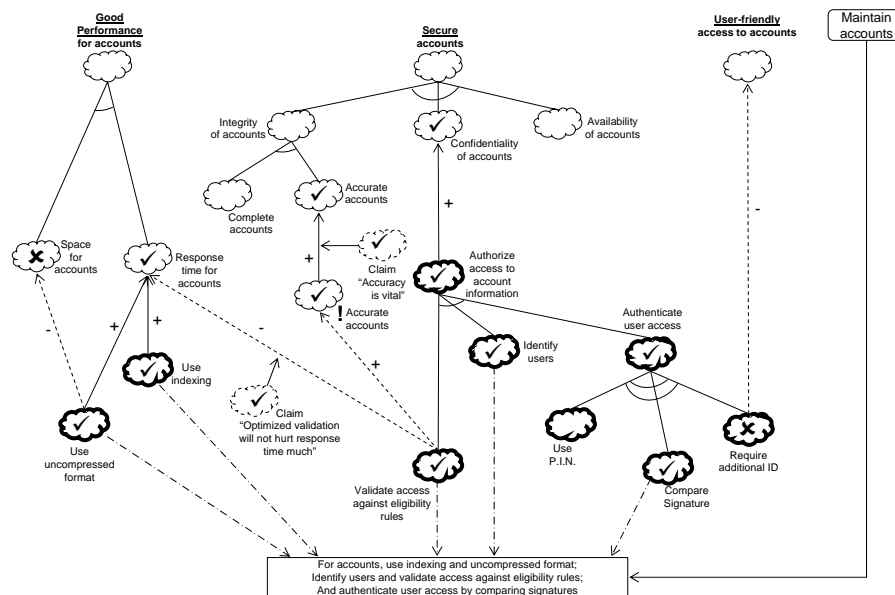 Good
Performance
for accounts
Secure
accounts
User-friendly
access to accounts
Maintain
accounts
Integrity
of accounts
Confidentiality
of accounts
Availability
of accounts
Complete
accounts
Accurate
accounts
+
-
Space
for
accounts
Response
time for
accounts
+
Claim
"Accuracy
is vital"
Authorize
access to
account
information
!
Accurate
accounts
-
+
+
-
+
Use
indexing
Identify
users
Authenticate
user access
Claim
"Optimized validation
will not hurt response
time much"
Use
uncompressed
format
Use
P.I.N.
Require
additional ID
Validate access
against eligibility
rules
Compare
Signature
For accounts, use indexing and uncompressed format;
Identify users and validate access against eligibility rules;
And authenticate user access by comparing signatures